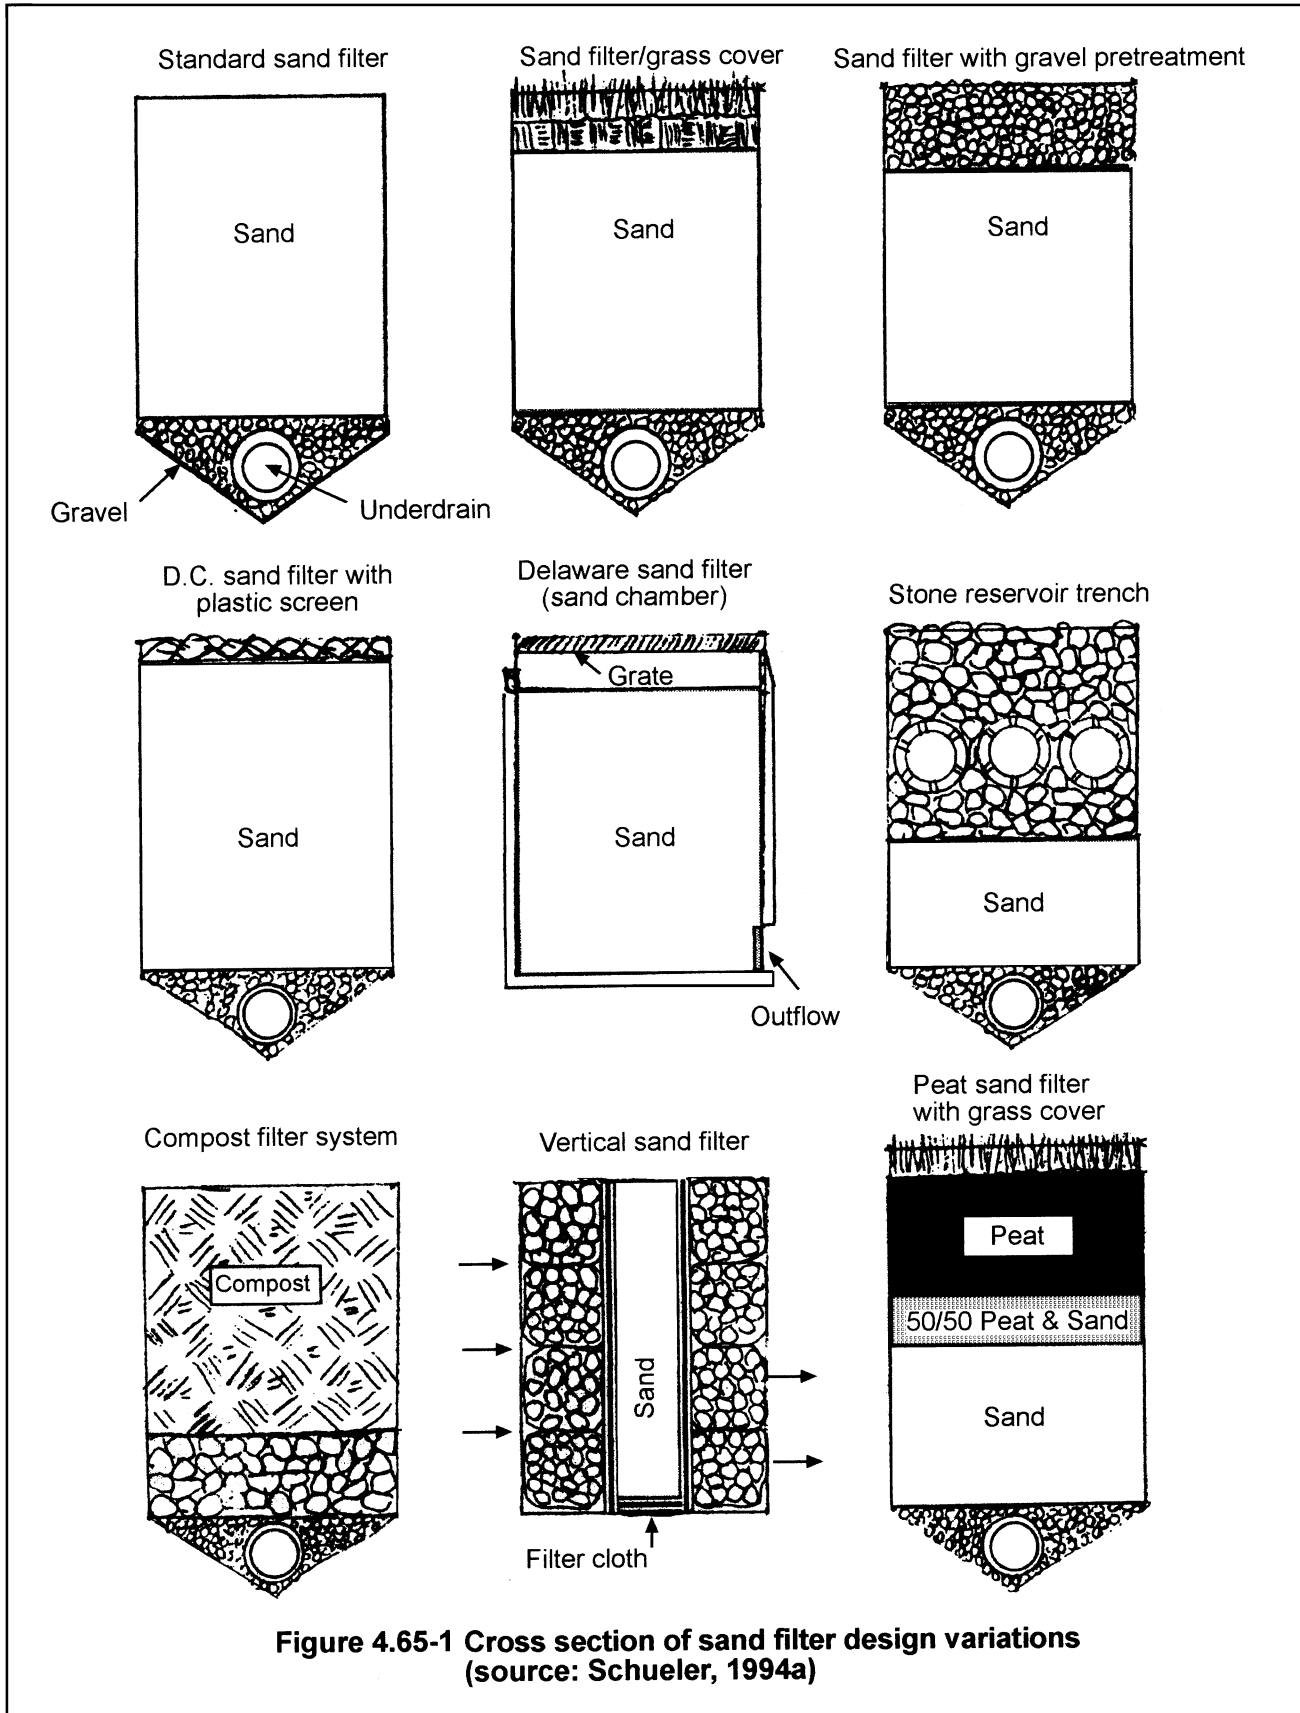 Standard sand filter
Sand filter/grass cover
Sand filter with gravel pretreatment
Sand
Sand
Sand
Gravel
Underdrain
D.C. sand filter with
plastic screen
Delaware sand filter
(sand chamber)
Stone reservoir trench
Grate
Sand
Sand
Sand
Outflow
Compost filter system
Vertical sand filter
Peat sand filter
with grass cover
Compost
Sand
Peat
50/50 Peat & Sand
Sand
Filter cloth
Figure 4.65-1 Cross section of sand filter design variations
(source: Schueler, 1994a)